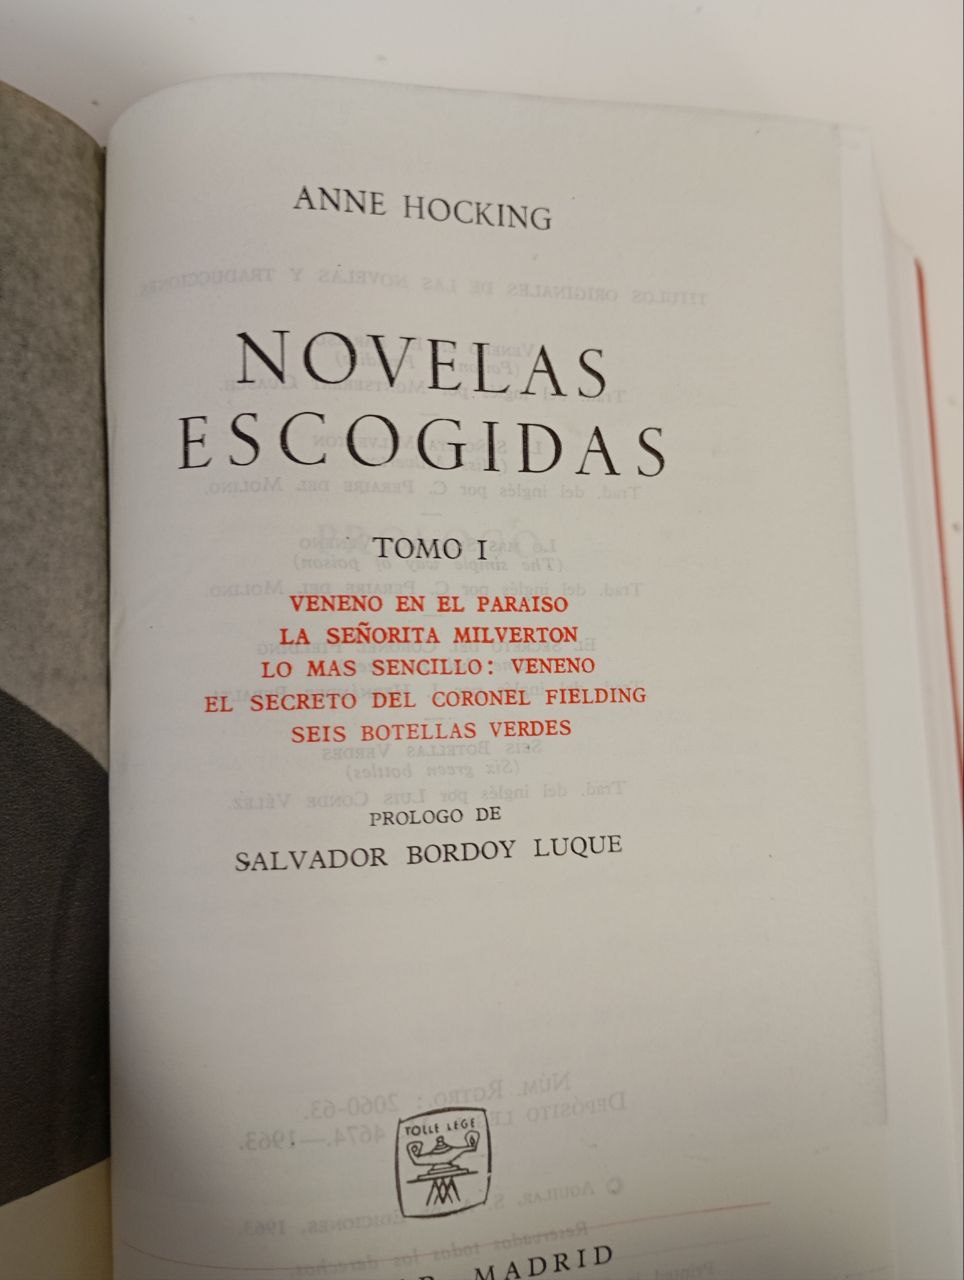 ANNE HOCKING
NOVELAS
ESCOGIDAS
TOMO I
VENENO EN EL PARAISO
LA SEÑORITA MILVERTON
LO MAS SENCILLO: VENENO
EL SECRETO DEL CORONEL FIELDING
SEIS BOTELLAS VERDES
PROLOGO DE
SALVADOR BORDOY LUQUE
TOLLE LEGE
MADRID